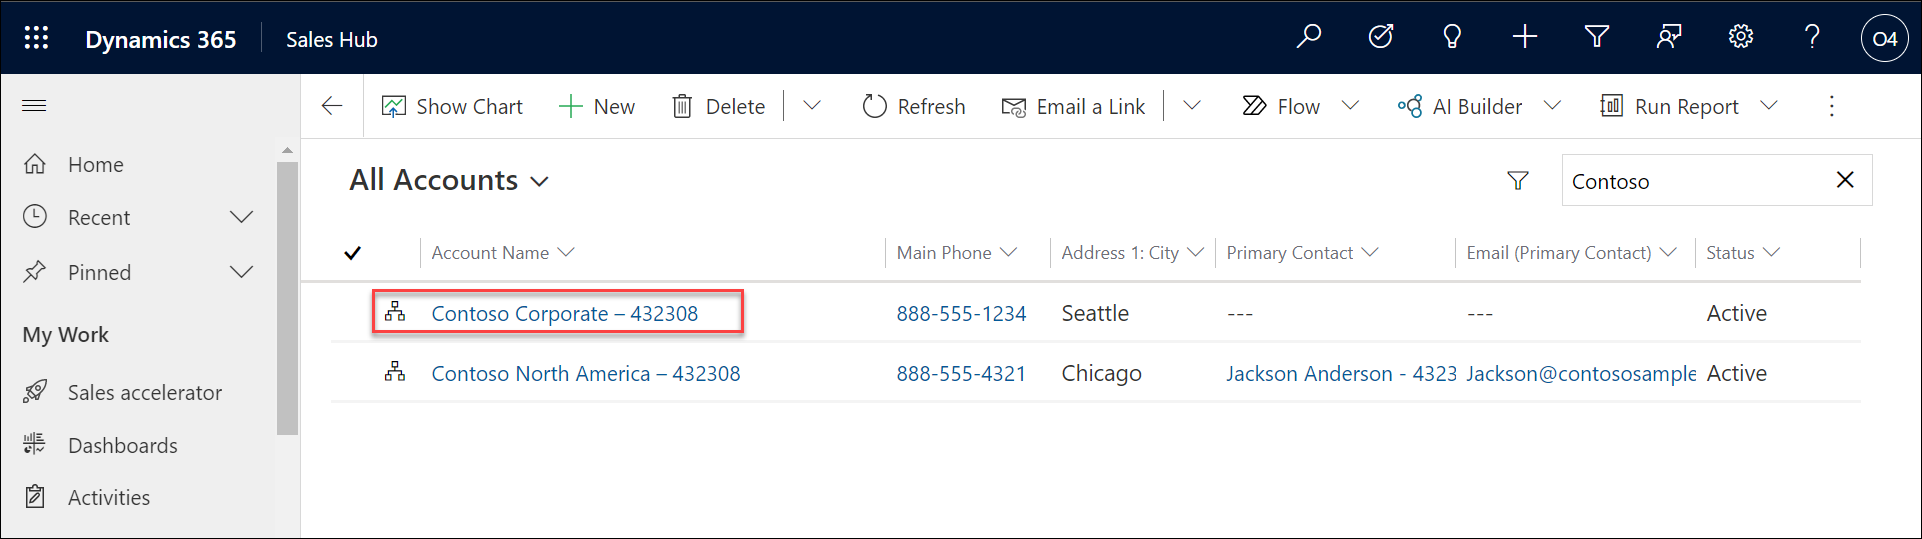 Dynamics 365 Sales Hub O4
Show Chart New Delete Refresh Email a Link Flow AI Builder Run Report
Home
Recent
Pinned
My Work
Sales accelerator
Dashboards
Activities
All Accounts Contoso
Account Name Main Phone Address 1: City Primary Contact Email (Primary Contact) Status
Contoso Corporate – 432308 888-555-1234 Seattle --- --- Active
Contoso North America – 432308 888-555-4321 Chicago Jackson Anderson - 4323 Jackson@contososample Active